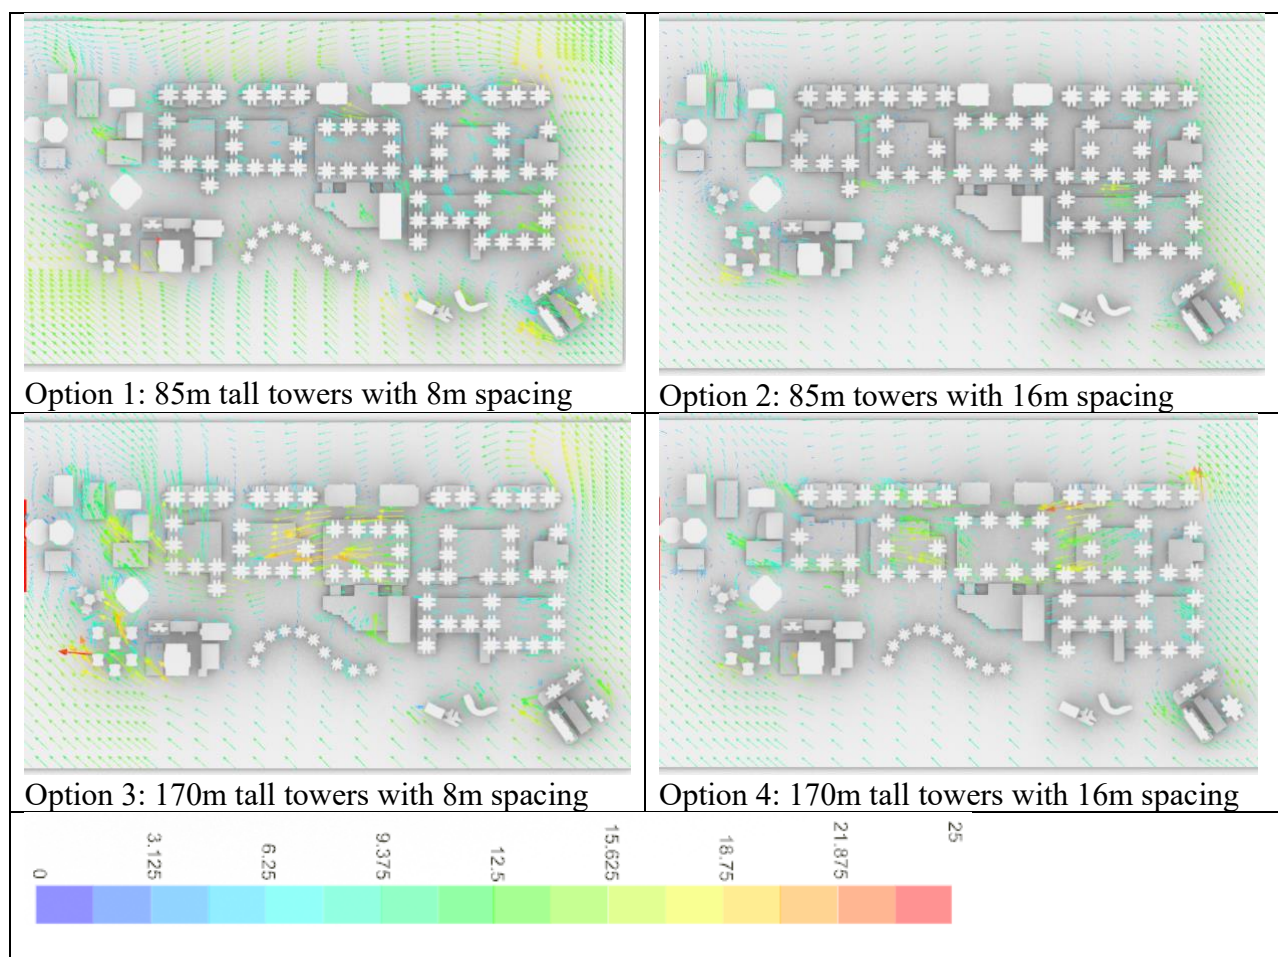 Option 1: 85m tall towers with 8m spacing
Option 2: 85m towers with 16m spacing
Option 3: 170m tall towers with 8m spacing
Option 4: 170m tall towers with 16m spacing
0
3.125
6.25
9.375
12.5
15.625
18.75
21.875
25